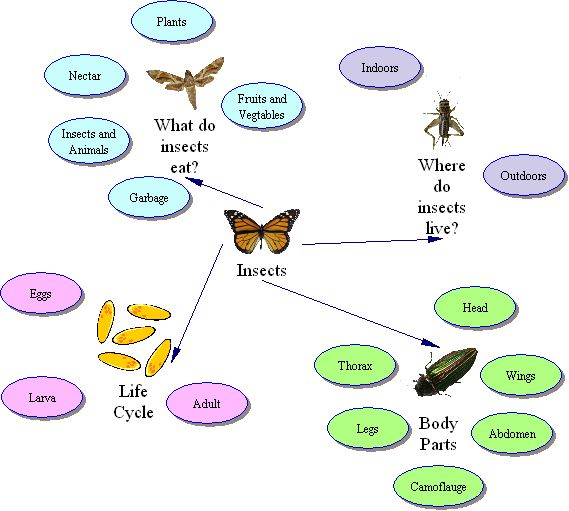 Plants
Nectar
Fruits and
Vegtables
Insects and
Animals
Garbage
What do
insects
eat?
Indoors
Outdoors
Where
do
insects
live?
Insects
Eggs
Larva
Adult
Life
Cycle
Head
Thorax
Wings
Legs
Abdomen
Camoflauge
Body
Parts